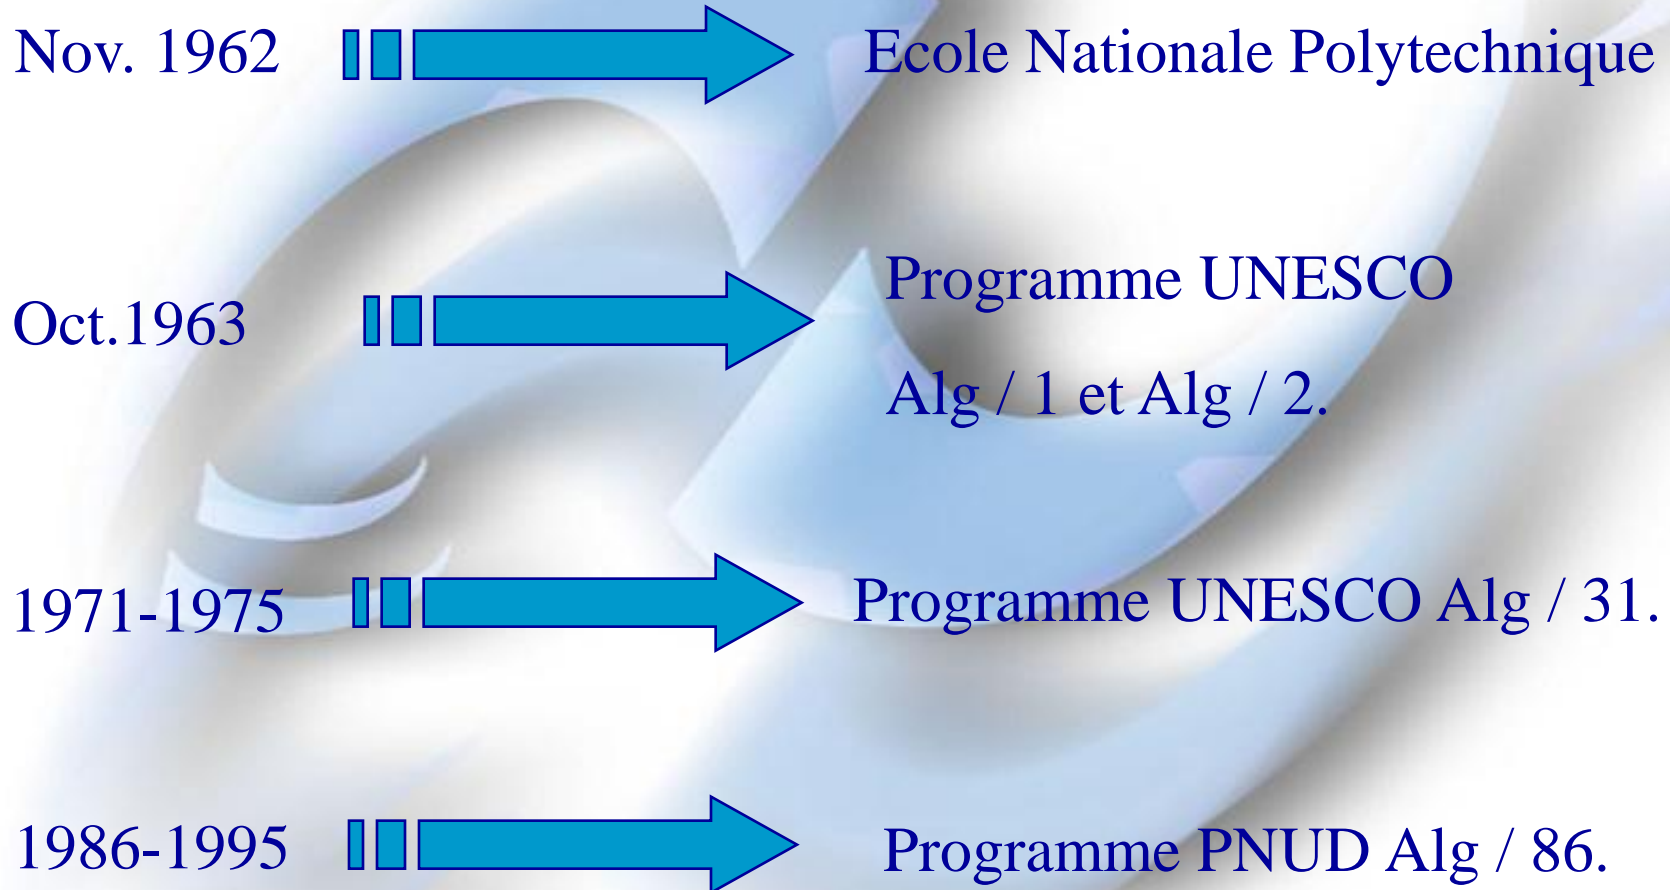 Nov. 1962 Ecole Nationale Polytechnique
Oct.1963 Programme UNESCO
Alg / 1 et Alg / 2.
1971-1975 Programme UNESCO Alg / 31.
1986-1995 Programme PNUD Alg / 86.